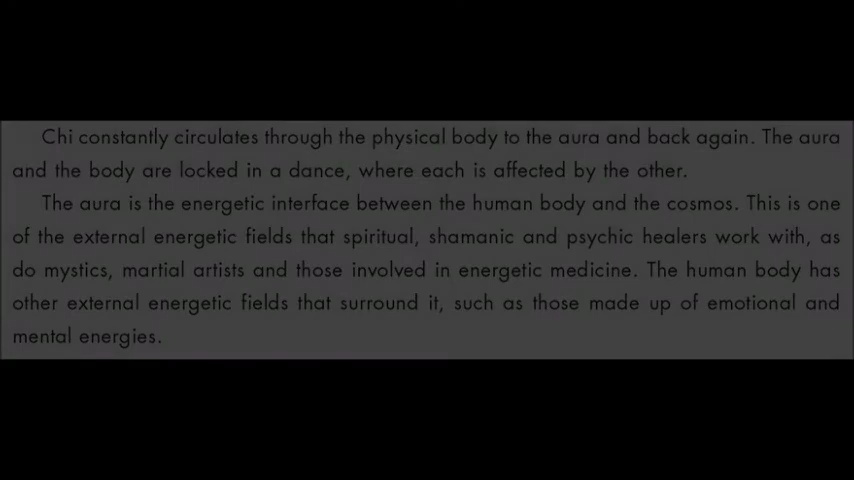 Chi constantly circulates through the physical body to the aura and back again. The aura
and the body are locked in a dance, where each is affected by the other.
The aura is the energetic interface between the human body and the cosmos. This is one
of the external energetic fields that spiritual, shamanic and psychic healers work with, as
do mystics, martial artists and those involved in energetic medicine. The human body has
other external energetic fields that surround it, such as those made up of emotional and
mental energies.